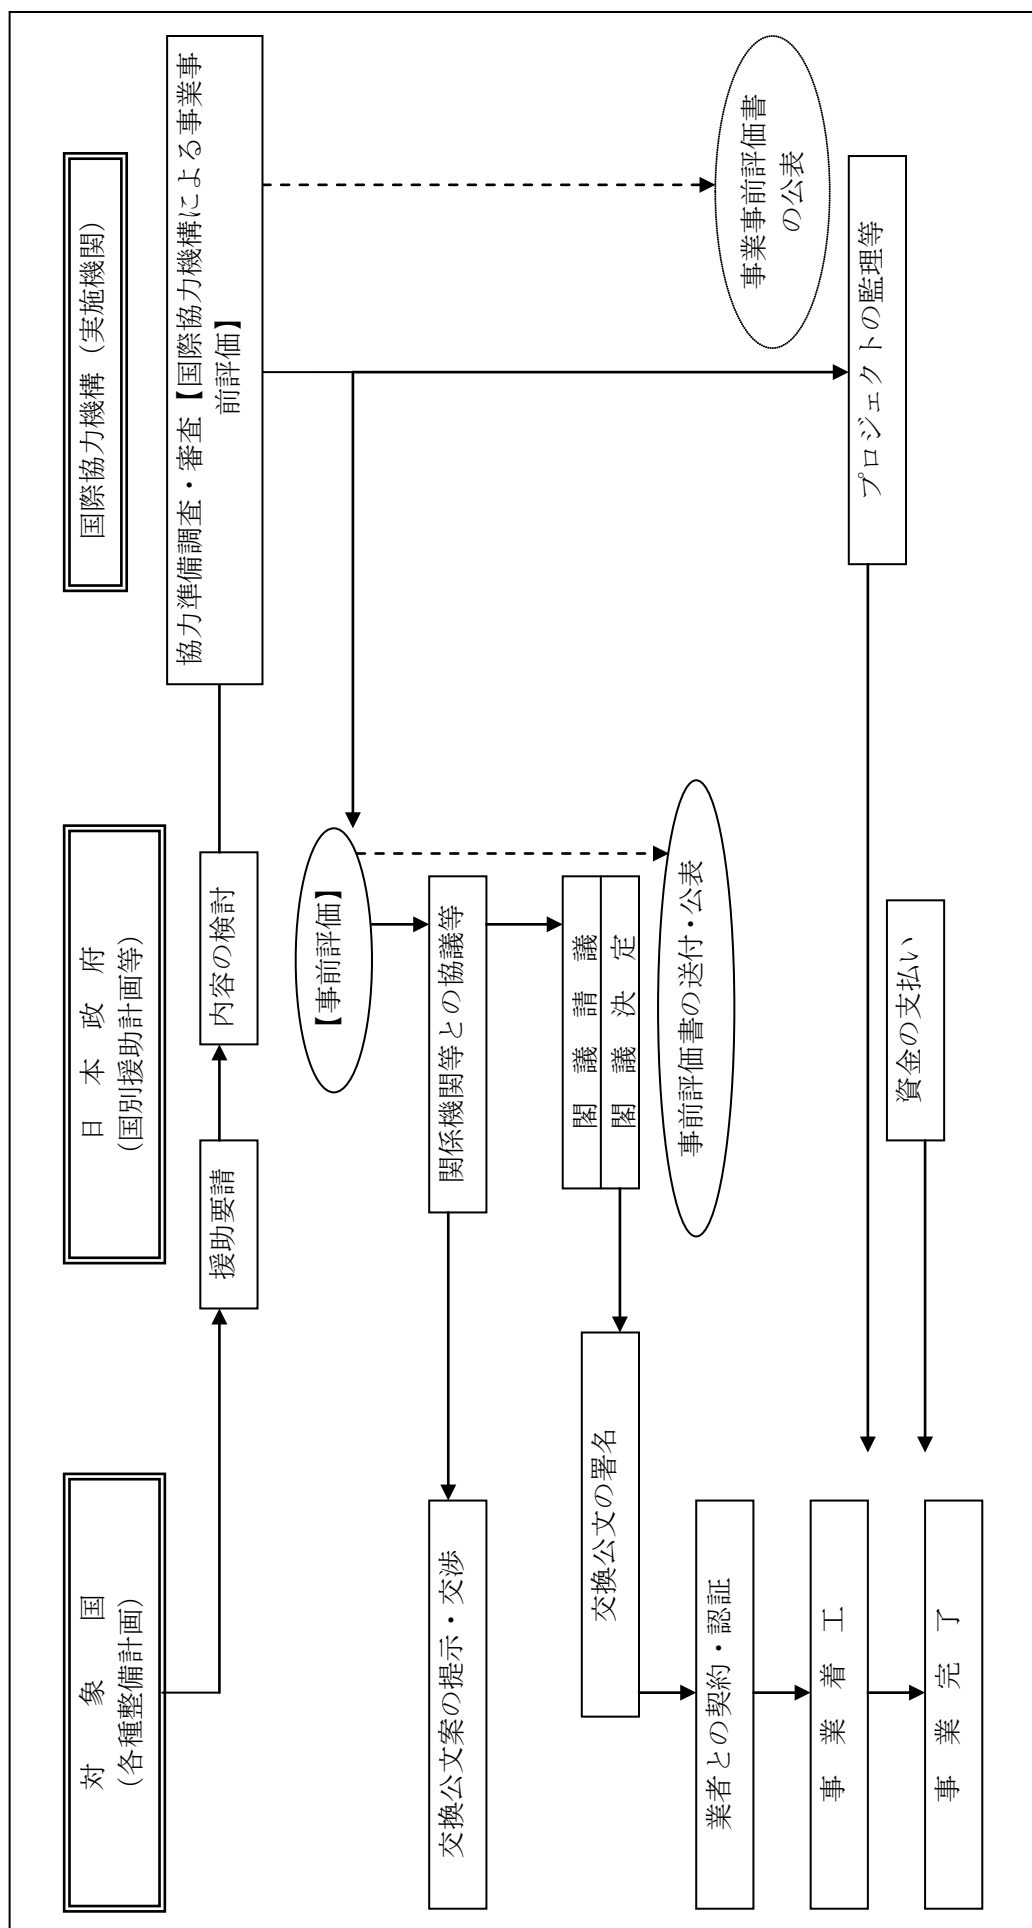 対　象　国
(各種整備計画)
日　本　政　府
(国別援助計画等)
国際協力機構（実施機関）
援助要請
内容の検討
協力準備調査・審査【国際協力機構による事業事
前評価】
【事前評価】
交換公文案の提示・交渉
関係機関等との協議等
閣　議　請　議
閣　議　決　定
交換公文の署名
事前評価書の送付・公表
事業事前評価書
の公表
業者との契約・認証
事　業　着　工
プロジェクトの監理等
事　業　完　了
資金の支払い